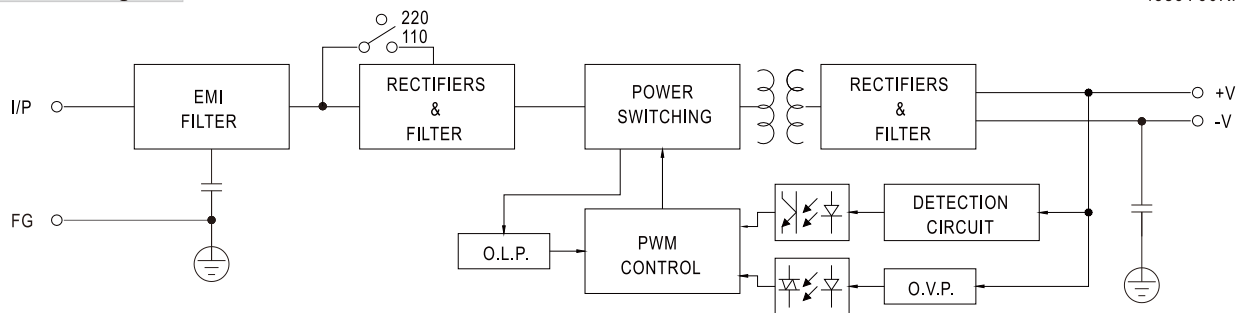 220
110
I/P
EMI
FILTER
RECTIFIERS
&
FILTER
POWER
SWITCHING
RECTIFIERS
&
FILTER
+V
-V
FG
O.L.P.
PWM
CONTROL
DETECTION
CIRCUIT
O.V.P.